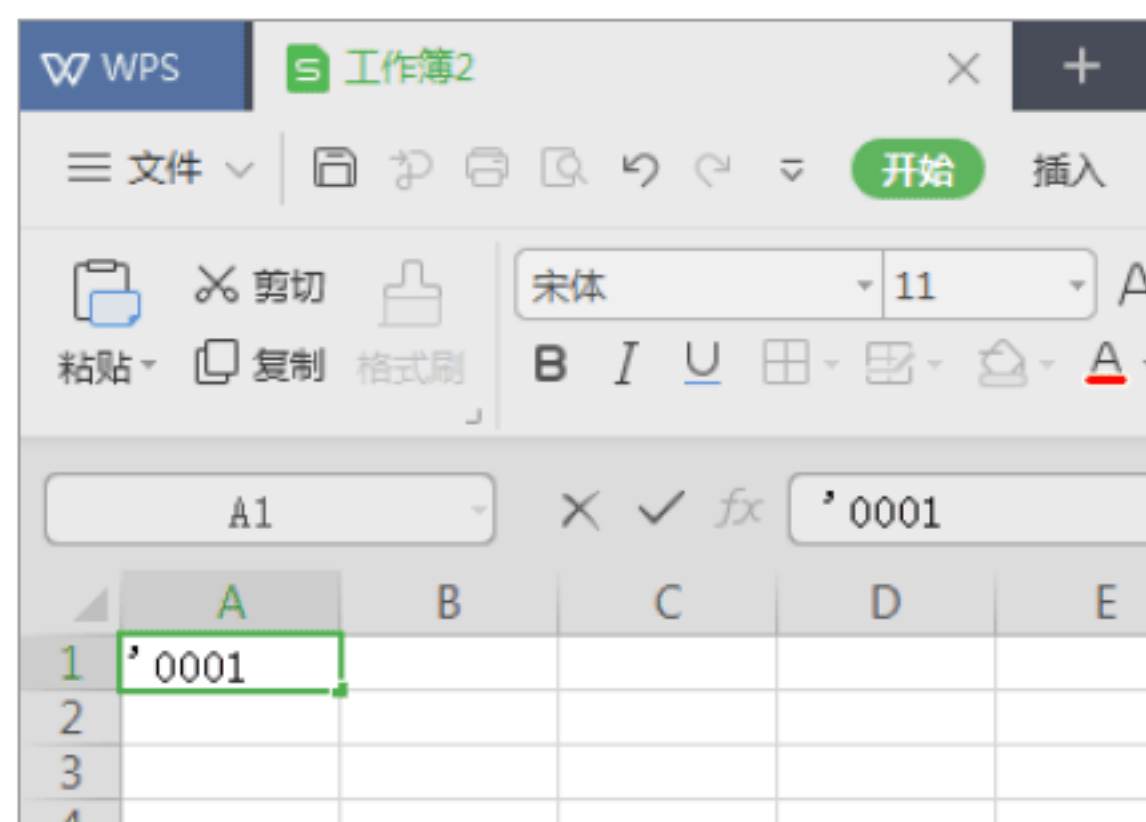 WPS 工作簿2
文件 开始 插入
剪切 宋体 11 A
粘贴 复制 格式刷 B I U A
A1 fx ’0001
A B C D E
1 ’0001
2
3
4